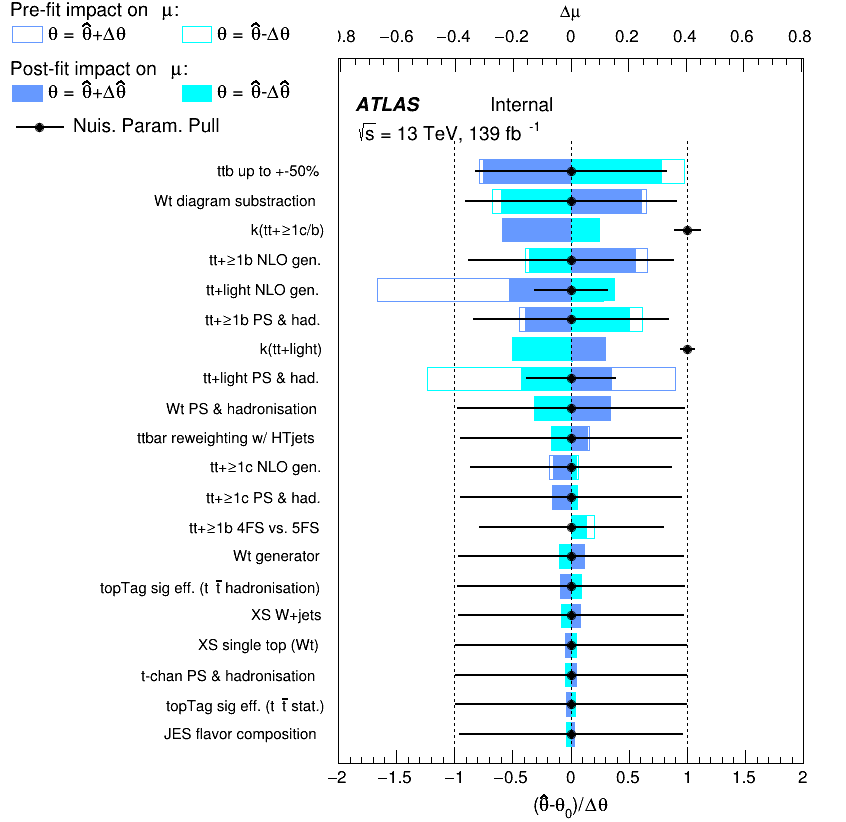 Pre-fit impact on μ:
θ = θ̂+Δθ θ = θ̂-Δθ
Post-fit impact on μ:
θ = θ̂+Δθ̂ θ = θ̂-Δθ̂
Nuis. Param. Pull
Δμ
0.8 −0.6 −0.4 −0.2 0 0.2 0.4 0.6 0.8
ATLAS Internal
√s = 13 TeV, 139 fb⁻¹
ttb up to +-50%
Wt diagram substraction
k(tt+≥1c/b)
tt+≥1b NLO gen.
tt+light NLO gen.
tt+≥1b PS & had.
k(tt+light)
tt+light PS & had.
Wt PS & hadronisation
ttbar reweighting w/ HTjets
tt+≥1c NLO gen.
tt+≥1c PS & had.
tt+≥1b 4FS vs. 5FS
Wt generator
topTag sig eff. (t t̄ hadronisation)
XS W+jets
XS single top (Wt)
t-chan PS & hadronisation
topTag sig eff. (t t̄ stat.)
JES flavor composition
−2 −1.5 −1 −0.5 0 0.5 1 1.5 2
(θ̂-θ₀)/Δθ